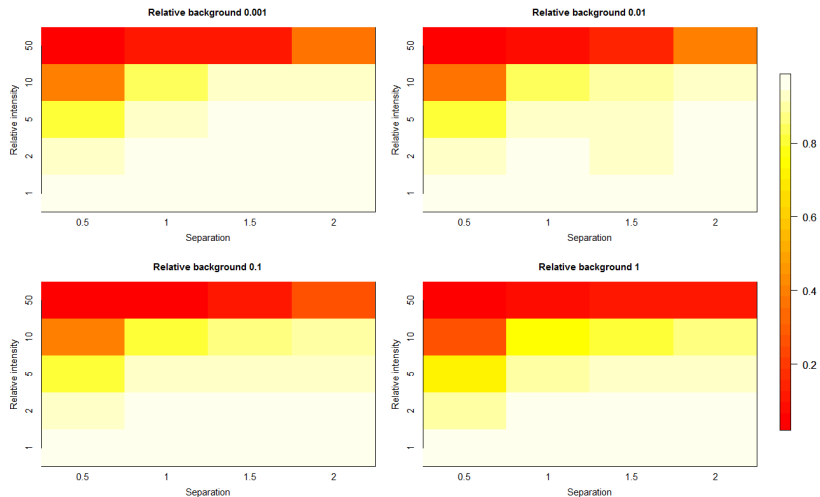 Relative background 0.001
Relative intensity
50
10
5
2
1
0.5 1 1.5 2
Separation
Relative background 0.01
Relative intensity
50
10
5
2
1
0.5 1 1.5 2
Separation
Relative background 0.1
Relative intensity
50
10
5
2
1
0.5 1 1.5 2
Separation
Relative background 1
Relative intensity
50
10
5
2
1
0.5 1 1.5 2
Separation
0.8
0.6
0.4
0.2